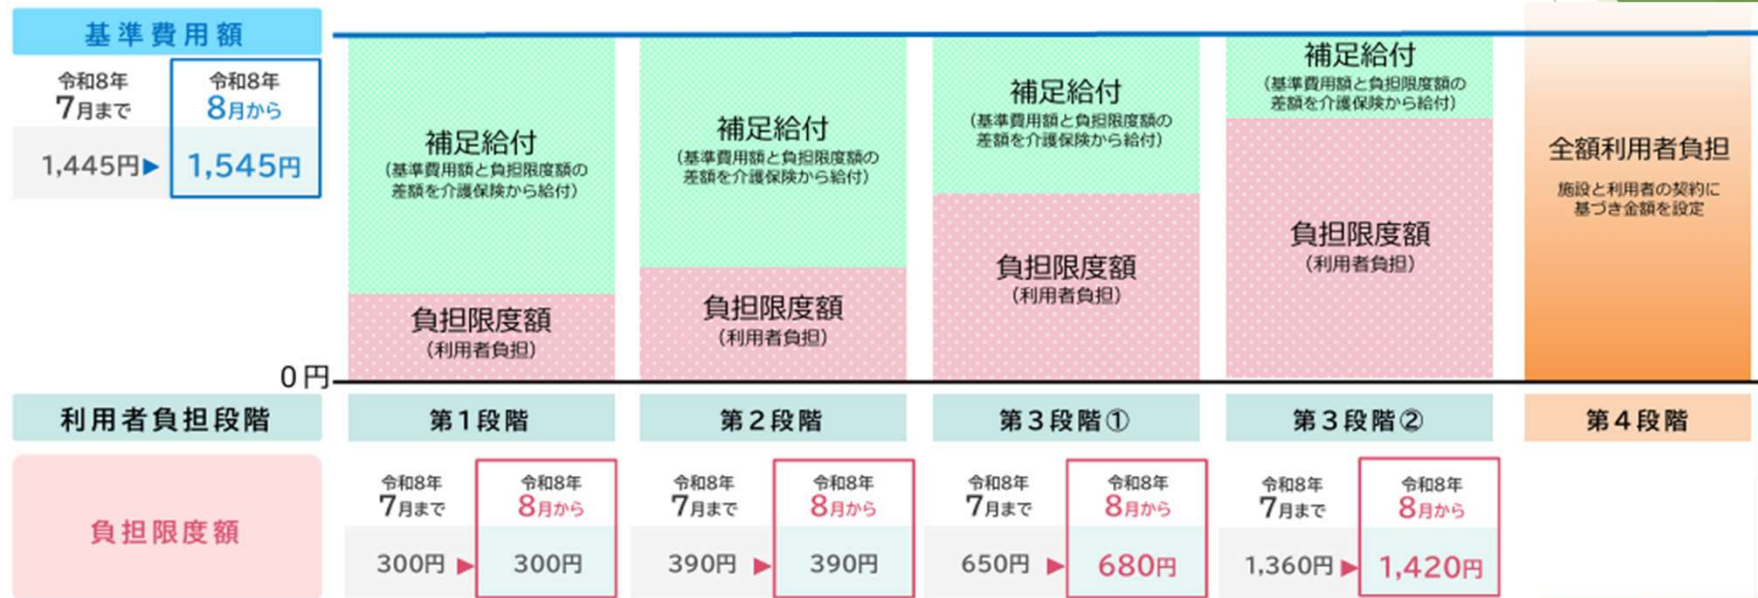 基準費用額
令和8年
7月まで
令和8年
8月から
1,445円▶
1,545円
補足給付
(基準費用額と負担限度額の
差額を介護保険から給付)
負担限度額
(利用者負担)
補足給付
(基準費用額と負担限度額の
差額を介護保険から給付)
負担限度額
(利用者負担)
補足給付
(基準費用額と負担限度額の
差額を介護保険から給付)
負担限度額
(利用者負担)
補足給付
(基準費用額と負担限度額の
差額を介護保険から給付)
負担限度額
(利用者負担)
全額利用者負担
施設と利用者の契約に
基づき金額を設定
0円
利用者負担段階
第1段階
第2段階
第3段階①
第3段階②
第4段階
負担限度額
令和8年
7月まで
令和8年
8月から
300円▶
300円
令和8年
7月まで
令和8年
8月から
390円▶
390円
令和8年
7月まで
令和8年
8月から
650円▶
680円
令和8年
7月まで
令和8年
8月から
1,360円▶
1,420円